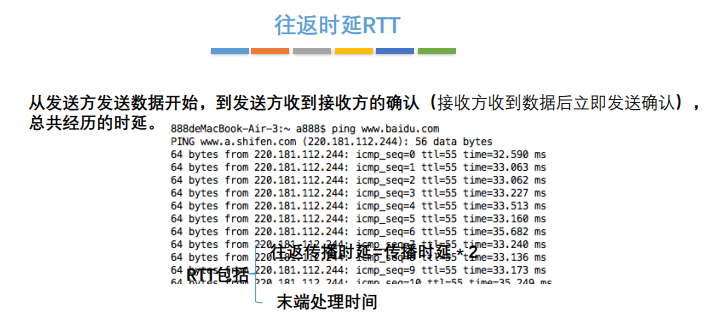 往返时延RTT
从发送方发送数据开始，到发送方收到接收方的确认（接收方收到数据后立即发送确认），
总共经历的时延。
888deMacBook-Air-3:~ a888$ ping www.baidu.com
PING www.a.shifen.com (220.181.112.244): 56 data bytes
64 bytes from 220.181.112.244: icmp_seq=0 ttl=55 time=32.590 ms
64 bytes from 220.181.112.244: icmp_seq=1 ttl=55 time=33.063 ms
64 bytes from 220.181.112.244: icmp_seq=2 ttl=55 time=33.062 ms
64 bytes from 220.181.112.244: icmp_seq=3 ttl=55 time=33.227 ms
64 bytes from 220.181.112.244: icmp_seq=4 ttl=55 time=33.513 ms
64 bytes from 220.181.112.244: icmp_seq=5 ttl=55 time=33.160 ms
64 bytes from 220.181.112.244: icmp_seq=6 ttl=55 time=35.682 ms
64 bytes from 220.181.112.244: icmp_seq=7 ttl=55 time=33.240 ms
往返传播时延=传播时延*2
64 bytes from 220.181.112.244: icmp_seq=8 ttl=55 time=33.136 ms
64 bytes from 220.181.112.244: icmp_seq=9 ttl=55 time=33.173 ms
RTT包括
64 bytes from 220.181.112.244: icmp_seq=10 ttl=55 time=35.249 ms
末端处理时间